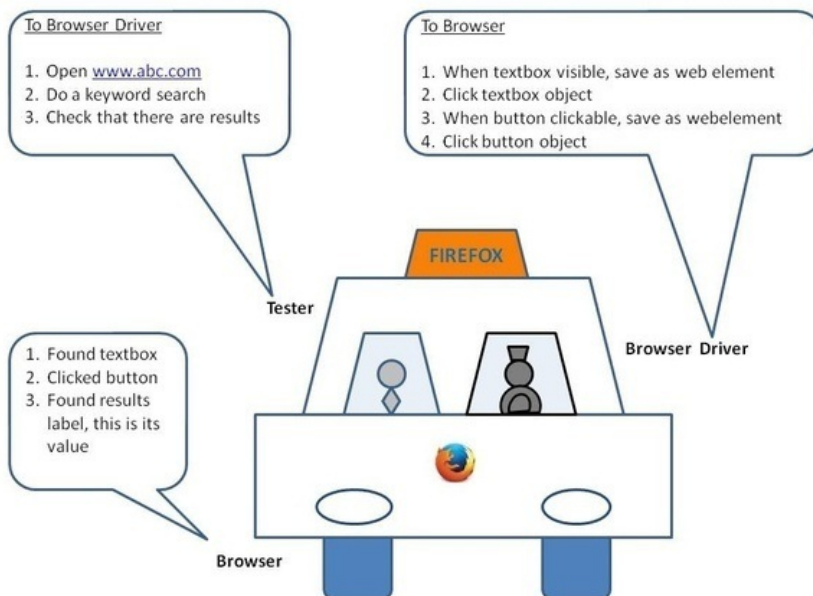 To Browser Driver
1. Open www.abc.com
2. Do a keyword search
3. Check that there are results
To Browser
1. When textbox visible, save as web element
2. Click textbox object
3. When button clickable, save as webelement
4. Click button object
FIREFOX
Tester
Browser Driver
1. Found textbox
2. Clicked button
3. Found results
label, this is its
value
Browser